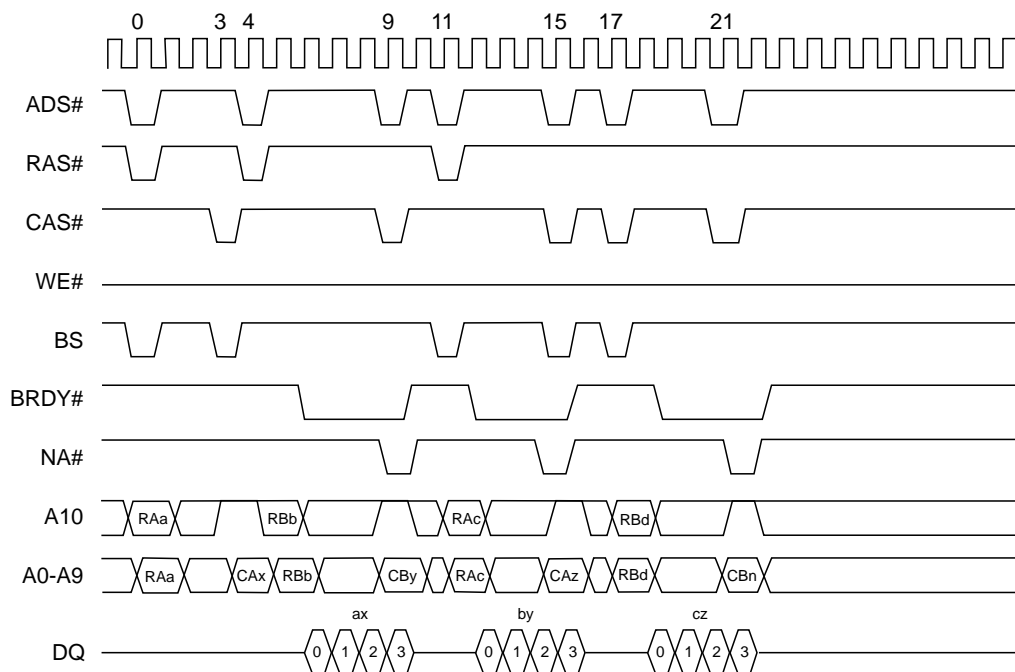 0 3 4 9 11 15 17 21
ADS#
RAS#
CAS#
WE#
BS
BRDY#
NA#
A10 RAa RBb RAc RBd
A0-A9 RAa CAx RBb CBy RAc CAz RBd CBn
ax by cz
DQ 0 1 2 3 0 1 2 3 0 1 2 3